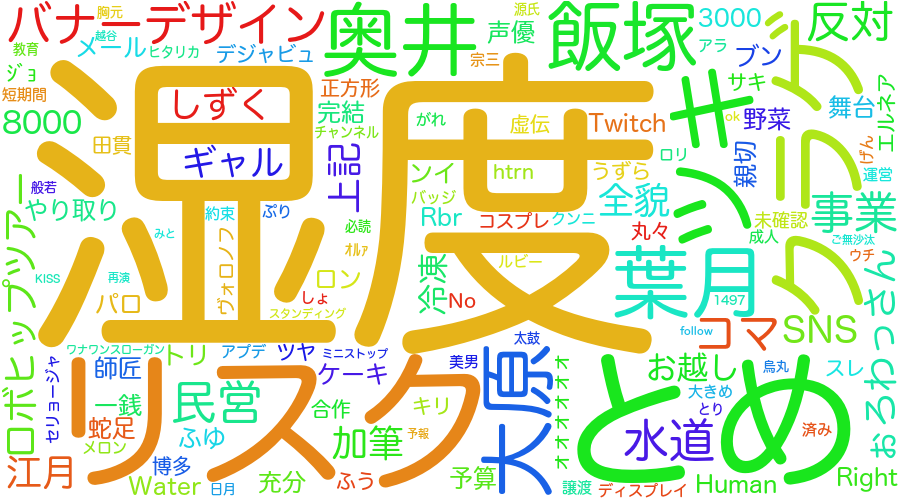 バナーデザイン
胸元
越谷
教育
メール
ヒタリカ
デジャビュ
奥井
源氏
声優
宗三
飯塚
3000
アラ
ブン
反対
ｼﾞｮ
短期間
8000
田貫
しずく
ギャル
湿度
正方形
完結
チャンネル
上記
がれ
虚伝
Twitch
ツキ
サキ
ok
野菜
クラゲ
舞台
エルネア
げん
運営
ロリ
親切
ロボヒップツアー
般若
やり取り
約束
ぷり
必読
ｵﾙｧ
ンイ
バッジ
htrn
うずら
Rbr
コスプレ
クンニ
全貌
未確認
成人
事業
ご無沙汰
ウチ
みと
ヴォロノフ
KISS
再演
パロ
ロン
しょ
スタンディング
冷凍
No
ルビー
丸々
葉月
1497
おろわっさん
ワナワンスローガン
トリ
アプデ
ツヤ
ミニストップ
ケーキ
美男
太鼓
大原
オオオオオオ
follow
コマ
SNS
セリョージャ
師匠
一銭
蛇足
メロン
リスク
民営
ふゆ
合作
キリ
予報
加筆
お越し
大きめ
烏丸
とり
スレ
とめ
水道
済み
江月
Water
博多
日月
充分
ふう
予算
譲渡
ディスプレイ
Human
Right